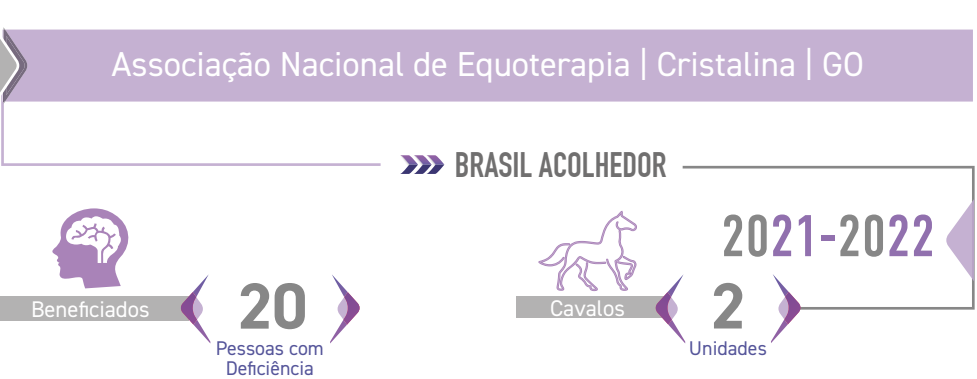 Associação Nacional de Equoterapia | Cristalina | GO
BRASIL ACOLHEDOR
2021-2022
Beneficiados
20
Pessoas com
Deficiência
Cavalos
2
Unidades